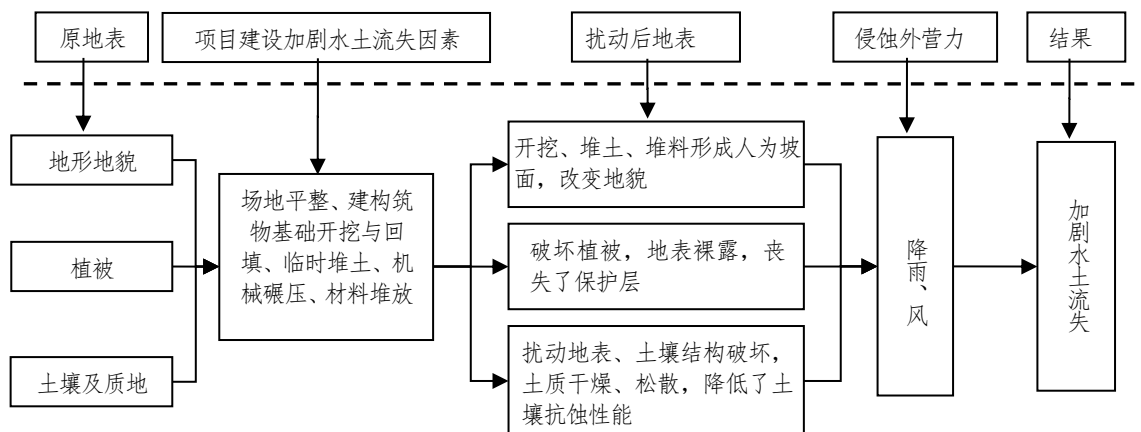 原地表
项目建设加剧水土流失因素
扰动后地表
侵蚀外营力
结果
地形地貌
植被
土壤及质地
场地平整、建构筑
物基础开挖与回
填、临时堆土、机
械碾压、材料堆放
开挖、堆土、堆料形成人为坡
面，改变地貌
破坏植被，地表裸露，丧
失了保护层
扰动地表、土壤结构破坏，
土质干燥、松散，降低了土
壤抗蚀性能
降雨、风
加剧水土流失